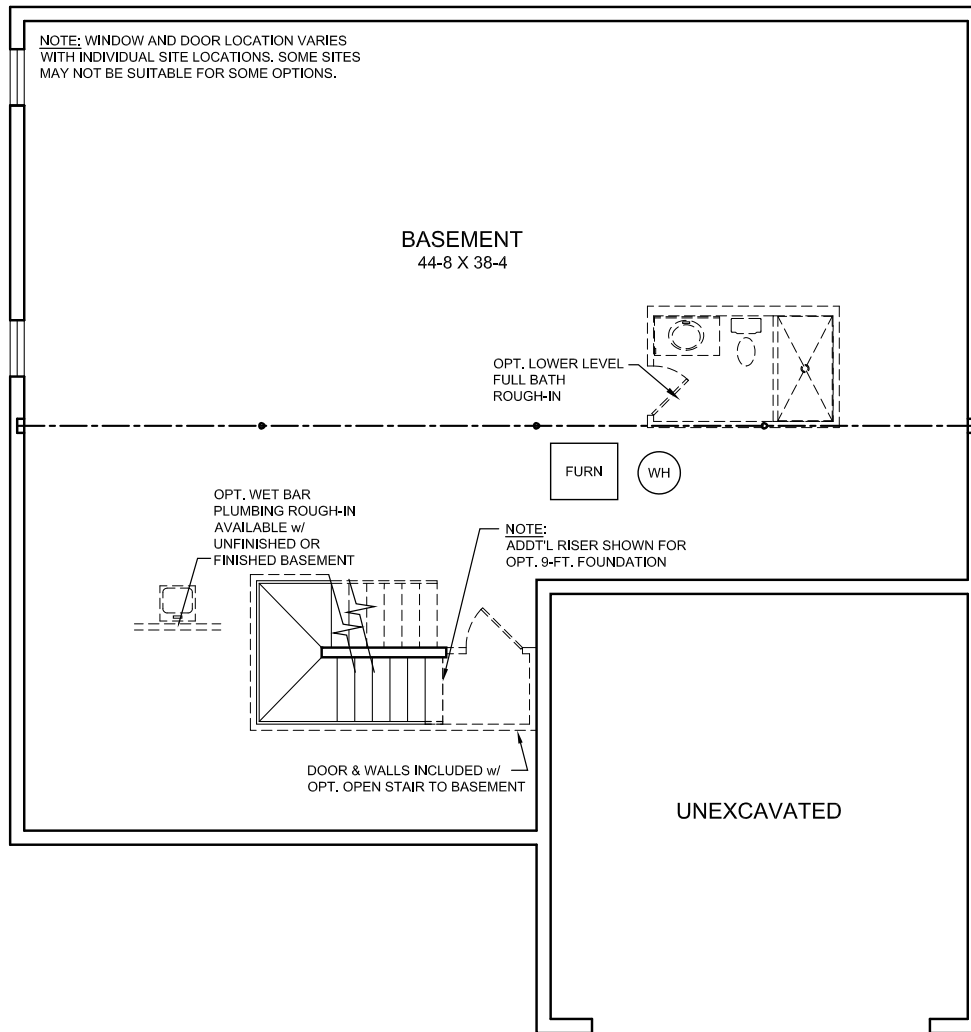 NOTE: WINDOW AND DOOR LOCATION VARIES
WITH INDIVIDUAL SITE LOCATIONS. SOME SITES
MAY NOT BE SUITABLE FOR SOME OPTIONS.
BASEMENT
44-8 X 38-4
OPT. LOWER LEVEL
FULL BATH
ROUGH-IN
FURN
WH
OPT. WET BAR
PLUMBING ROUGH-IN
AVAILABLE w/
UNFINISHED OR
FINISHED BASEMENT
NOTE:
ADDT'L RISER SHOWN FOR
OPT. 9-FT. FOUNDATION
DOOR & WALLS INCLUDED w/
OPT. OPEN STAIR TO BASEMENT
UNEXCAVATED